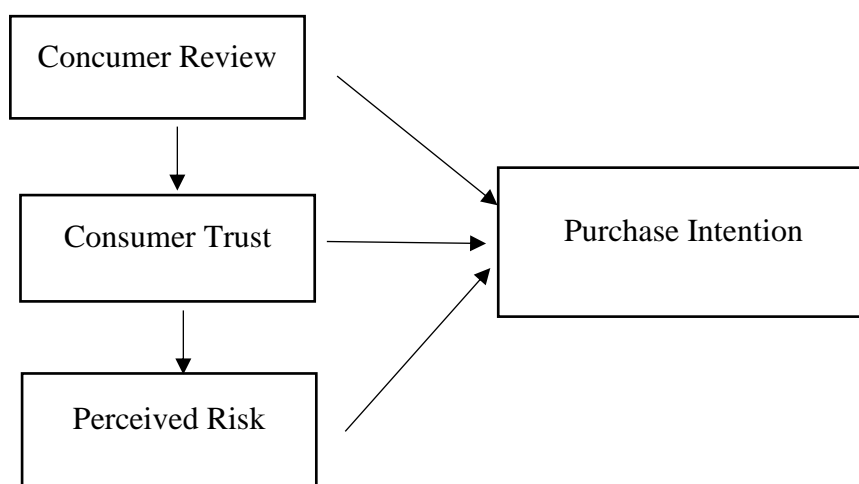 Concumer Review
Consumer Trust
Purchase Intention
Perceived Risk